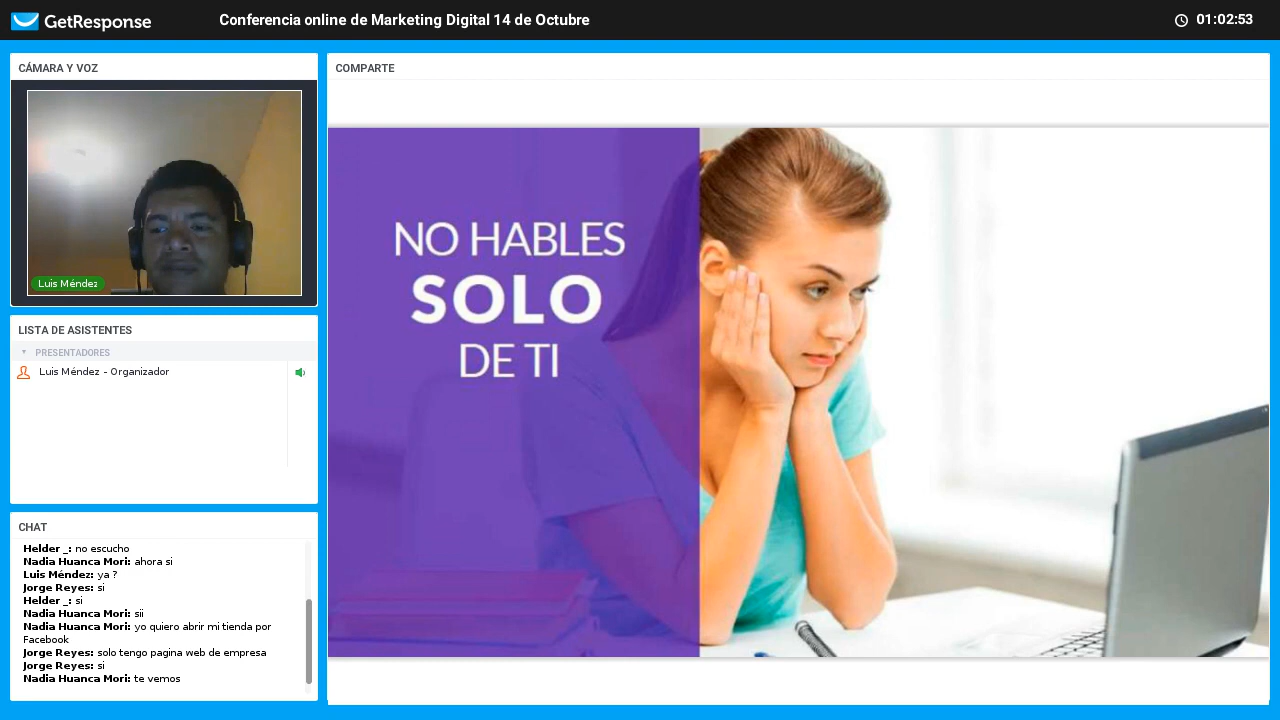 GetResponse
Conferencia online de Marketing Digital 14 de Octubre
01:02:53
CÁMARA Y VOZ
Luis Méndez
LISTA DE ASISTENTES
PRESENTADORES
Luis Méndez - Organizador
CHAT
Helder _: no escucho
Nadia Huanca Mori: ahora si
Luis Méndez: ya ?
Jorge Reyes: si
Helder _: si
Nadia Huanca Mori: sii
Nadia Huanca Mori: yo quiero abrir mi tienda por
Facebook
Jorge Reyes: solo tengo pagina web de empresa
Jorge Reyes: si
Nadia Huanca Mori: te vemos
COMPARTE
NO HABLES
SOLO
DE TI